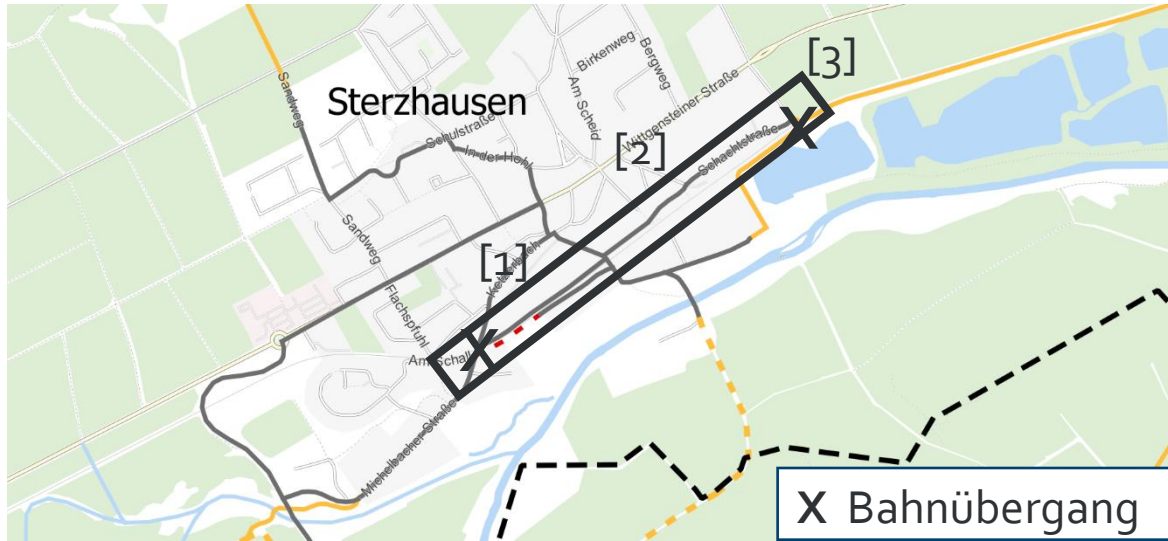 [3]
Birkenweg
Bergweg
Sandweg
Am Scheid
Sterzhausen
Wittgensteiner Straße
Schulstraße
In der Hohl
[2]
Schachtstraße
Sandweg
[1]
Ketzerbach
Flachspfuhl
X
X
Am Schall
Michelbacher Straße
X Bahnübergang